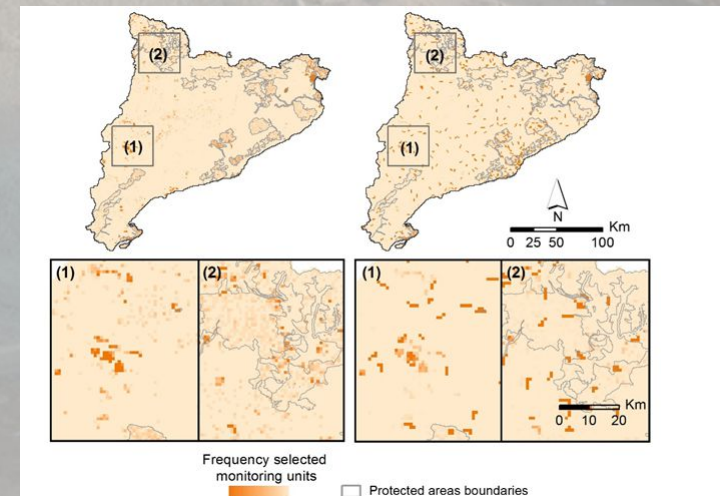 (2)
(2)
(1)
(1)
N
Km
0 25 50 100
(1)
(2)
(1)
(2)
Km
0 10 20
Frequency selected
monitoring units
Protected areas boundaries